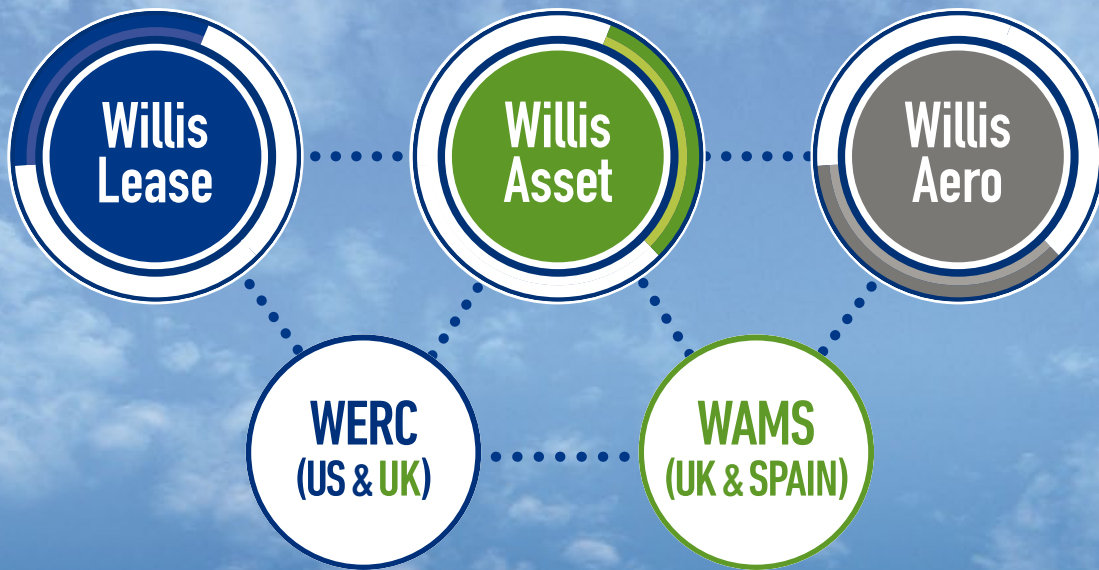 Willis
Lease
Willis
Asset
Willis
Aero
WERC
(US & UK)
WAMS
(UK & SPAIN)